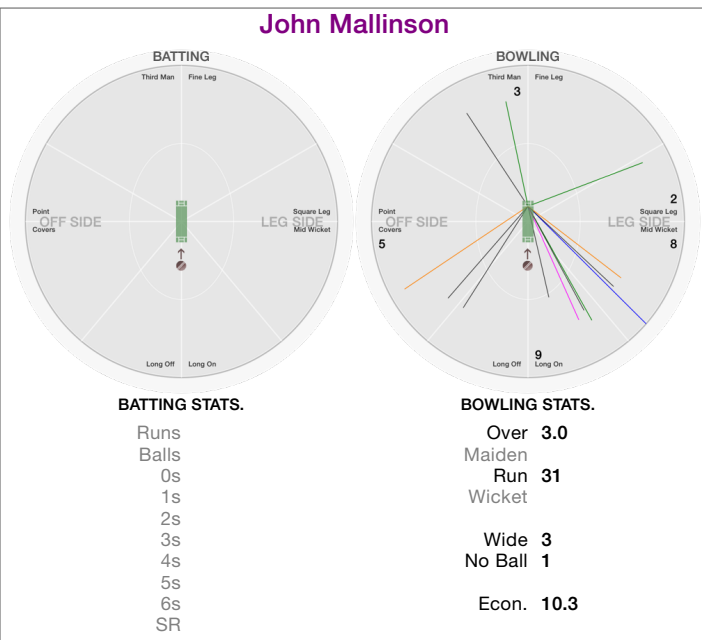 John Mallinson
BATTING
Third Man Fine Leg
Point
OFF SIDE
Covers
Square Leg
LEG SIDE
Mid Wicket
Long Off Long On
BOWLING
Third Man Fine Leg
3
2
Point
OFF SIDE
Covers
5
Square Leg
LEG SIDE
Mid Wicket
8
9
Long Off Long On
BATTING STATS.
Runs
Balls
0s
1s
2s
3s
4s
5s
6s
SR
BOWLING STATS.
Over 3.0
Maiden
Run 31
Wicket
Wide 3
No Ball 1
Econ. 10.3